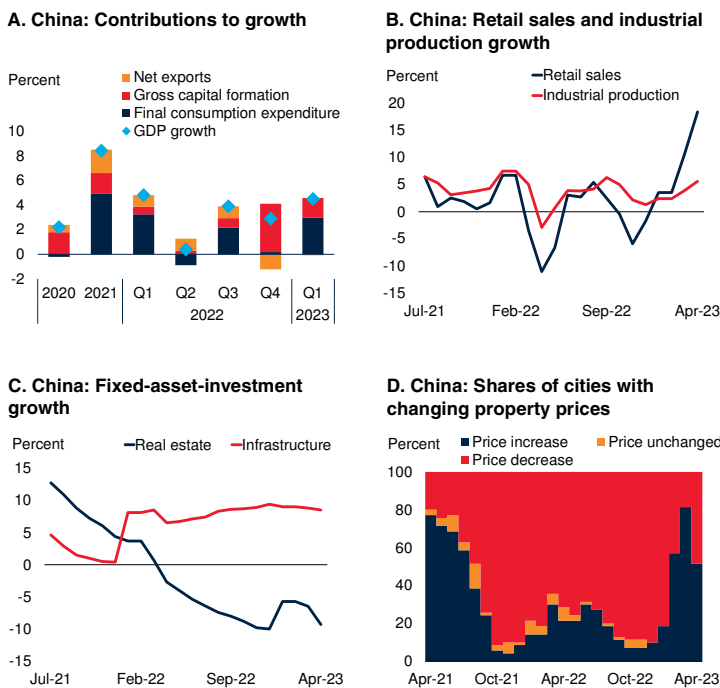 A. China: Contributions to growth
Percent
Net exports
Gross capital formation
Final consumption expenditure
GDP growth
10
8
6
4
2
0
-2
2020 2021 Q1 Q2 Q3 Q4 Q1
2022 2023
B. China: Retail sales and industrial
production growth
Percent
Retail sales
Industrial production
20
15
10
5
0
-5
-10
-15
Jul-21 Feb-22 Sep-22 Apr-23
C. China: Fixed-asset-investment
growth
Percent
Real estate Infrastructure
15
10
5
0
-5
-10
-15
Jul-21 Feb-22 Sep-22 Apr-23
D. China: Shares of cities with
changing property prices
Percent
Price increase Price unchanged
Price decrease
100
80
60
40
20
0
Apr-21 Oct-21 Apr-22 Oct-22 Apr-23